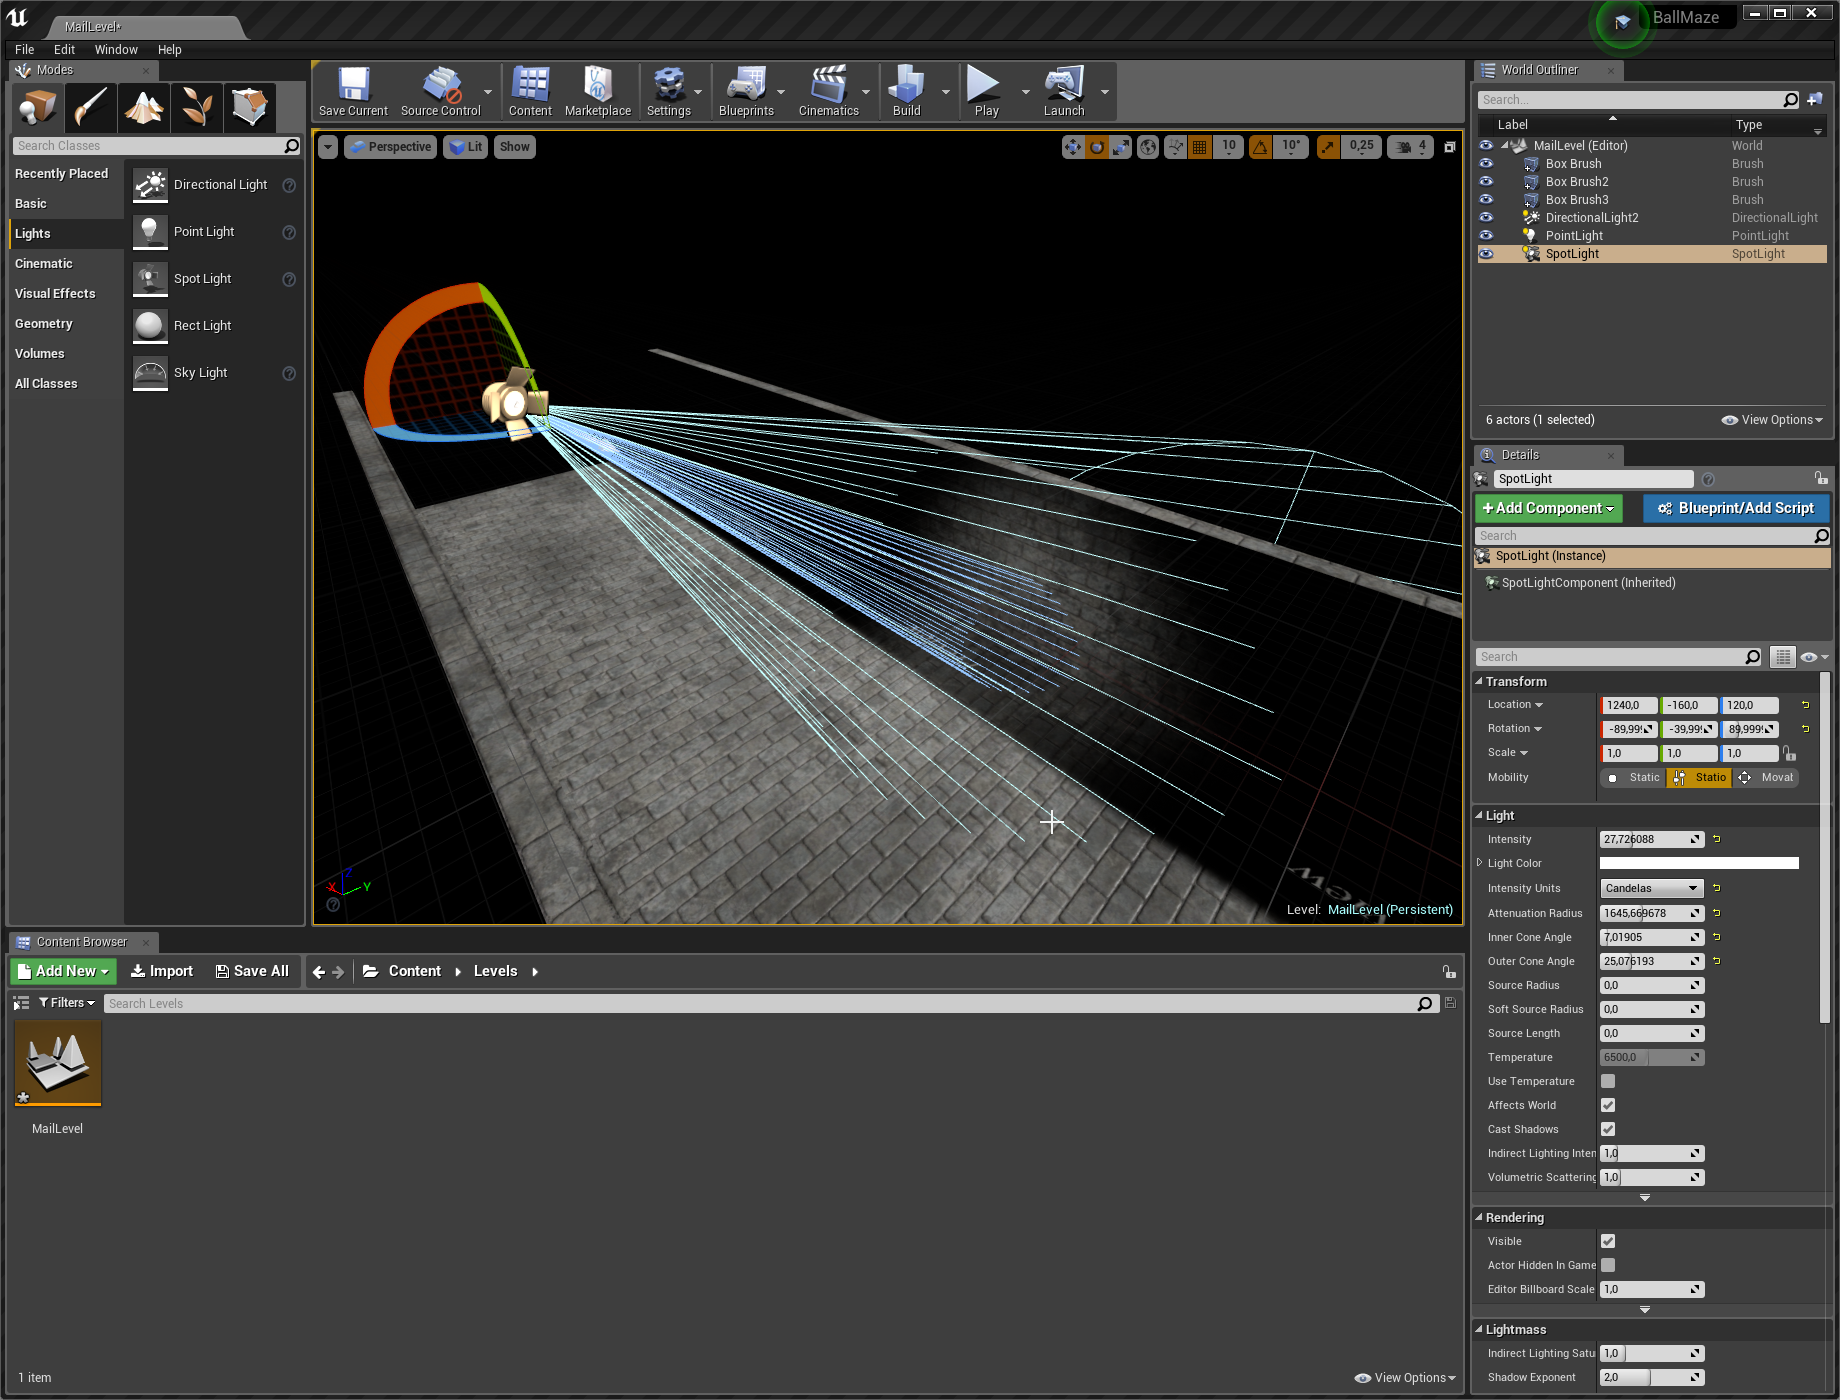 MailLevel*
BallMaze
File Edit Window Help
Modes
Search Classes
Recently Placed
Basic
Lights
Cinematic
Visual Effects
Geometry
Volumes
All Classes
Directional Light
Point Light
Spot Light
Rect Light
Sky Light
Save Current
Source Control
Content
Marketplace
Settings
Blueprints
Cinematics
Build
Play
Launch
Perspective
Lit
Show
10
10°
0,25
4
X
Y
Z
Level: MailLevel (Persistent)
World Outliner
Search...
Label Type
MailLevel (Editor) World
Box Brush Brush
Box Brush2 Brush
Box Brush3 Brush
DirectionalLight2 DirectionalLight
PointLight PointLight
SpotLight SpotLight
6 actors (1 selected)
View Options
Details
SpotLight
+Add Component
Blueprint/Add Script
Search
SpotLight (Instance)
SpotLightComponent (Inherited)
Search
Transform
Location 1240,0 -160,0 120,0
Rotation -89,99 -39,99 89,999
Scale 1,0 1,0 1,0
Mobility Static Statio Moval
Light
Intensity 27,726088
Light Color
Intensity Units Candelas
Attenuation Radius 1645,669678
Inner Cone Angle 7,01905
Outer Cone Angle 25,076193
Source Radius 0,0
Soft Source Radius 0,0
Source Length 0,0
Temperature 6500,0
Use Temperature
Affects World
Cast Shadows
Indirect Lighting Inten 1,0
Volumetric Scattering 1,0
Rendering
Visible
Actor Hidden In Game
Editor Billboard Scale 1,0
Lightmass
Indirect Lighting Satu 1,0
Shadow Exponent 2,0
Content Browser
Add New
Import
Save All
Content
Levels
Filters
Search Levels
MailLevel
1 item
View Options